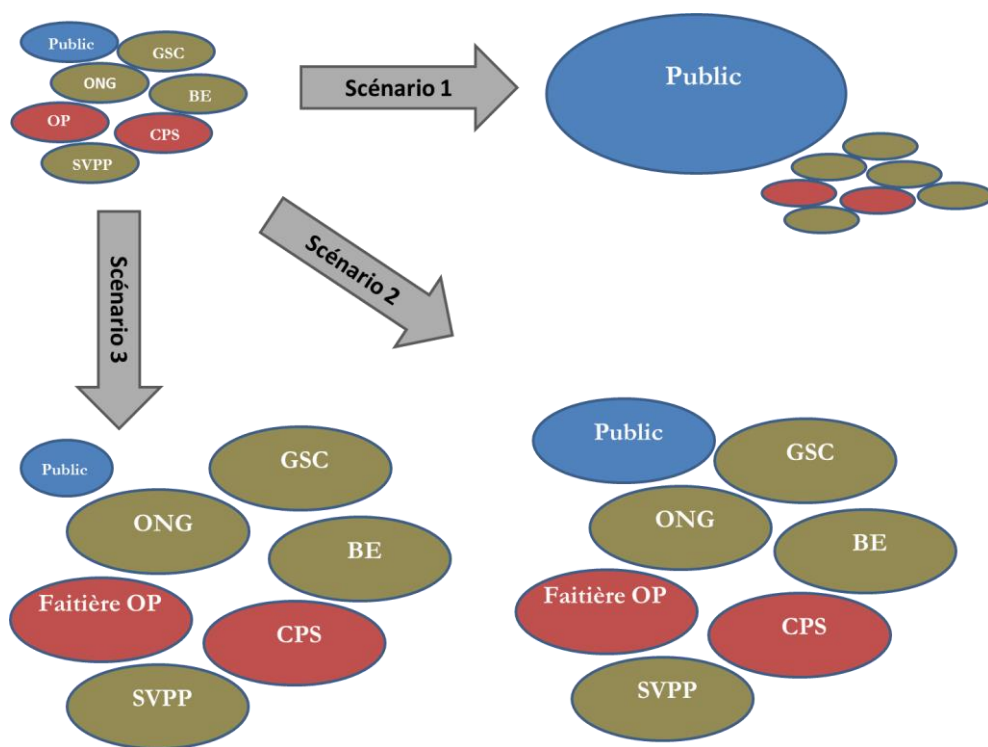 Public
GSC
ONG
BE
OP
CPS
SVPP
Scénario 1
Public
Scénario 2
Scénario 3
Public
GSC
ONG
BE
Faitière OP
CPS
SVPP
Public
GSC
ONG
BE
Faitière OP
CPS
SVPP